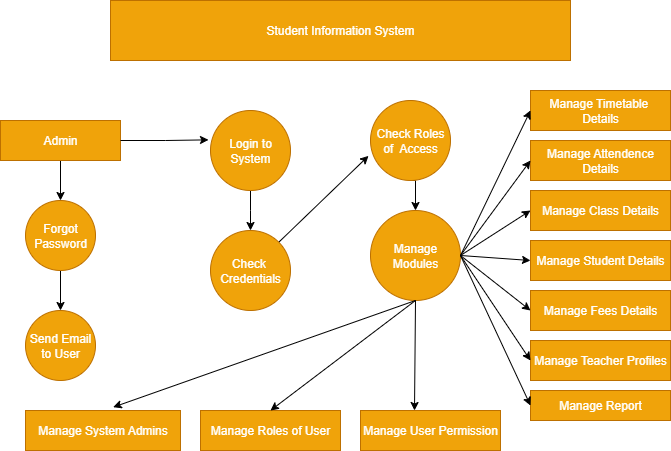 Student Information System
Admin
Login to
System
Check Roles
of Access
Manage Timetable
Details
Manage Attendence
Details
Forgot
Password
Check
Credentials
Manage
Modules
Manage Class Details
Manage Student Details
Manage Fees Details
Send Email
to User
Manage Teacher Profiles
Manage Report
Manage System Admins
Manage Roles of User
Manage User Permission